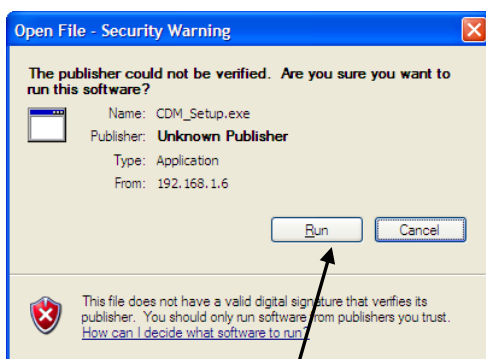 Open File - Security Warning
The publisher could not be verified. Are you sure you want to
run this software?
Name: CDM_Setup.exe
Publisher: Unknown Publisher
Type: Application
From: 192.168.1.6
Run Cancel
This file does not have a valid digital signature that verifies its
publisher. You should only run software from publishers you trust.
How can I decide what software to run?